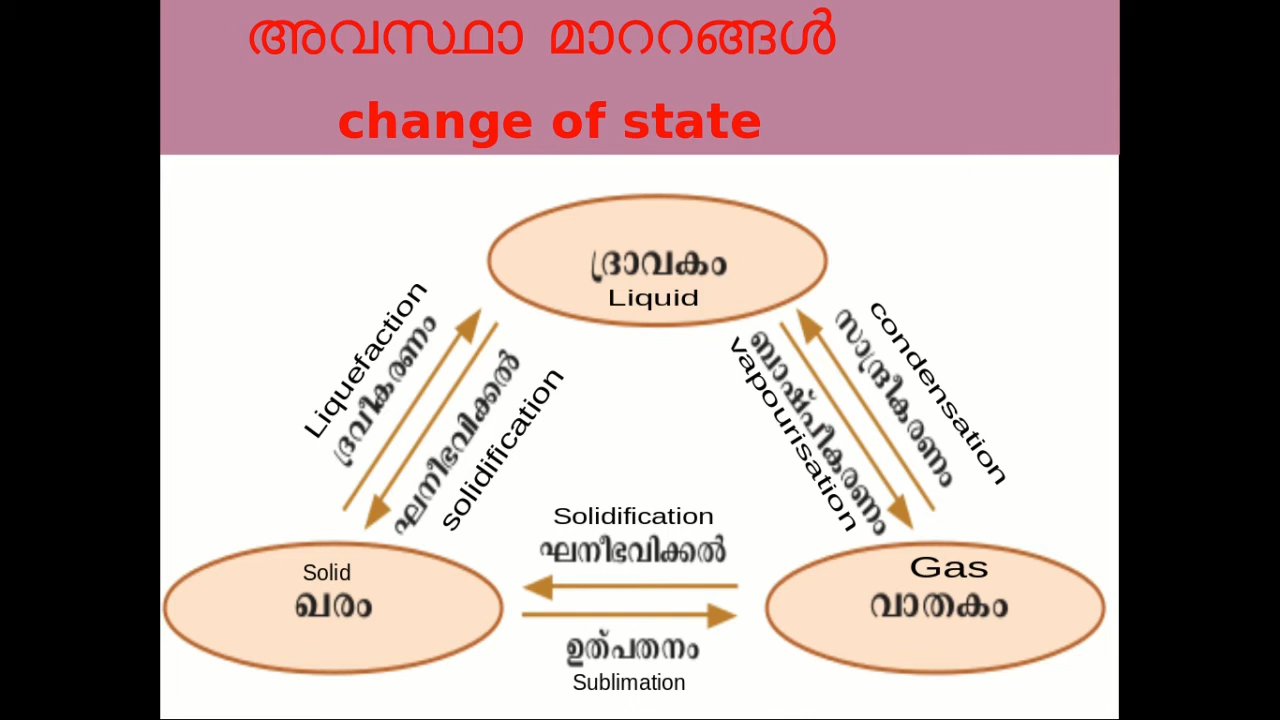 അവസ്ഥാ മാററങ്ങൾ
change of state
ദ്രാവകം
Liquid
Liquefaction
ദ്രവീകരണം
ഘനീഭവിക്കൽ
solidification
ബാഷ്പീകരണം
vapourisation
condensation
സാന്ദ്രീകരണം
Solidification
ഘനീഭവിക്കൽ
Solid
ഖരം
Gas
വാതകം
ഉത്പതനം
Sublimation